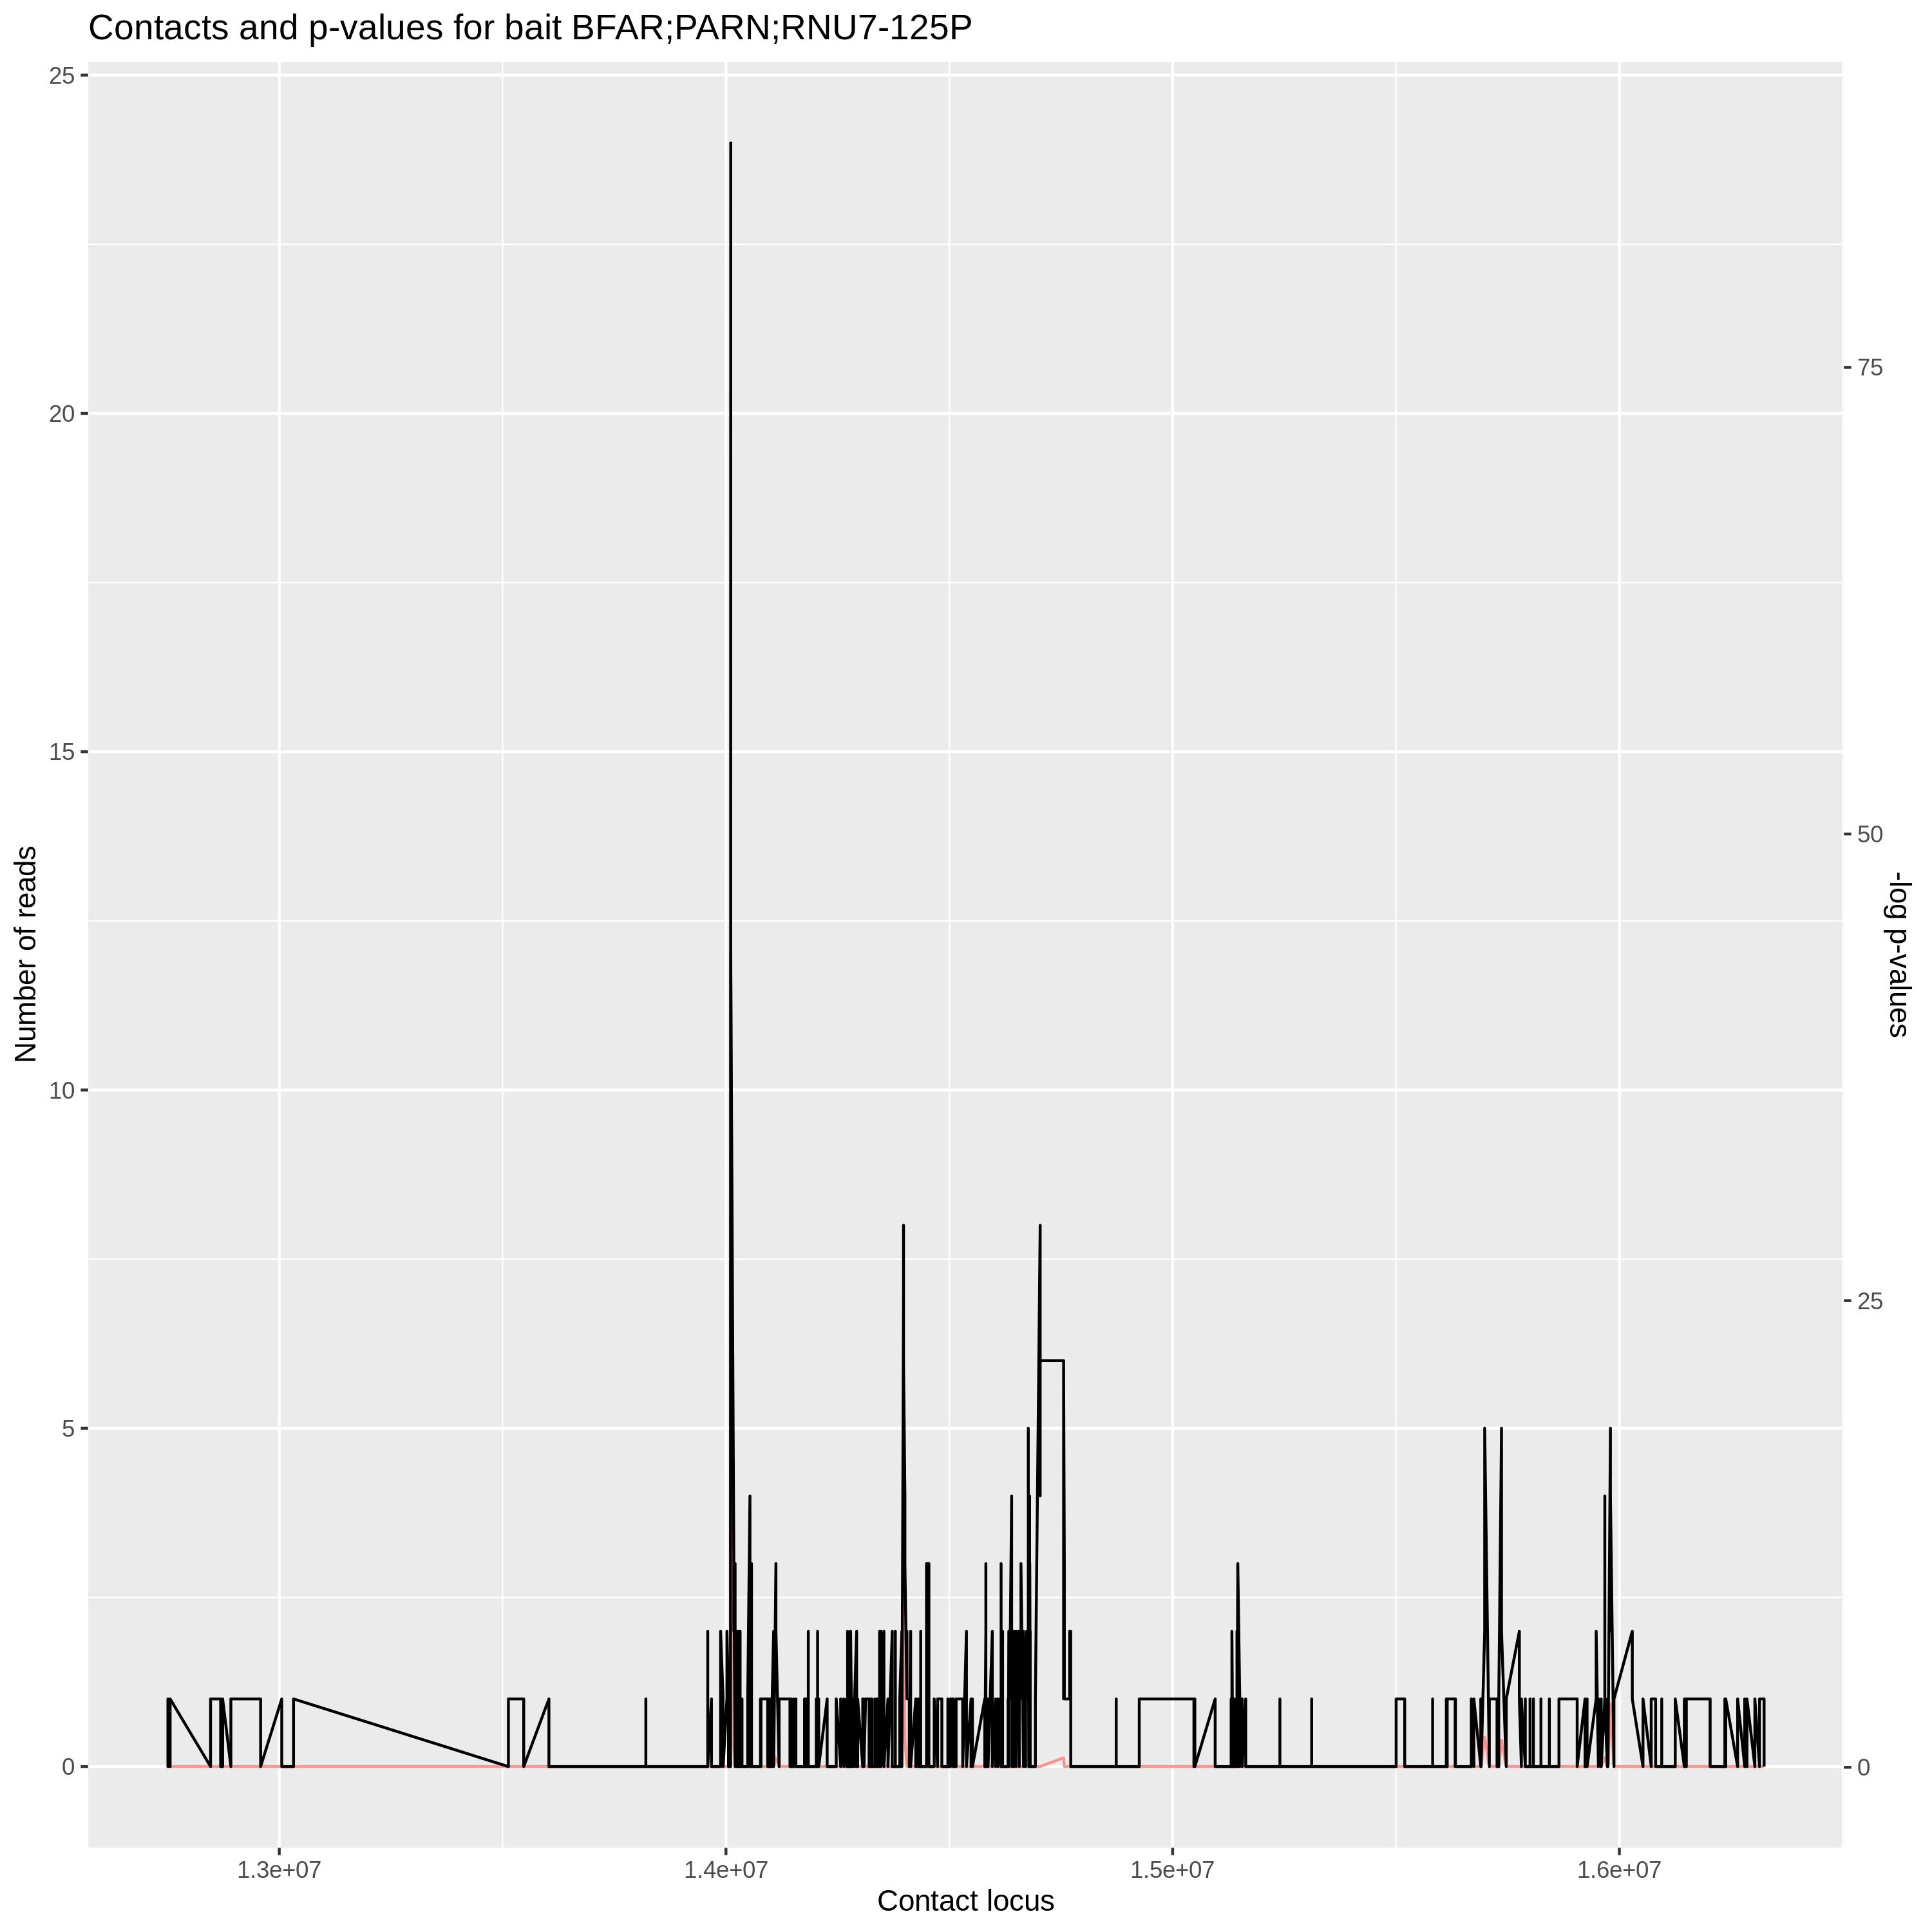 Contacts and p-values for bait BFAR;PARN;RNU7-125P
25
20
15
10
5
0
Number of reads
75
50
25
0
-log p-values
1.3e+07
1.4e+07
1.5e+07
1.6e+07
Contact locus